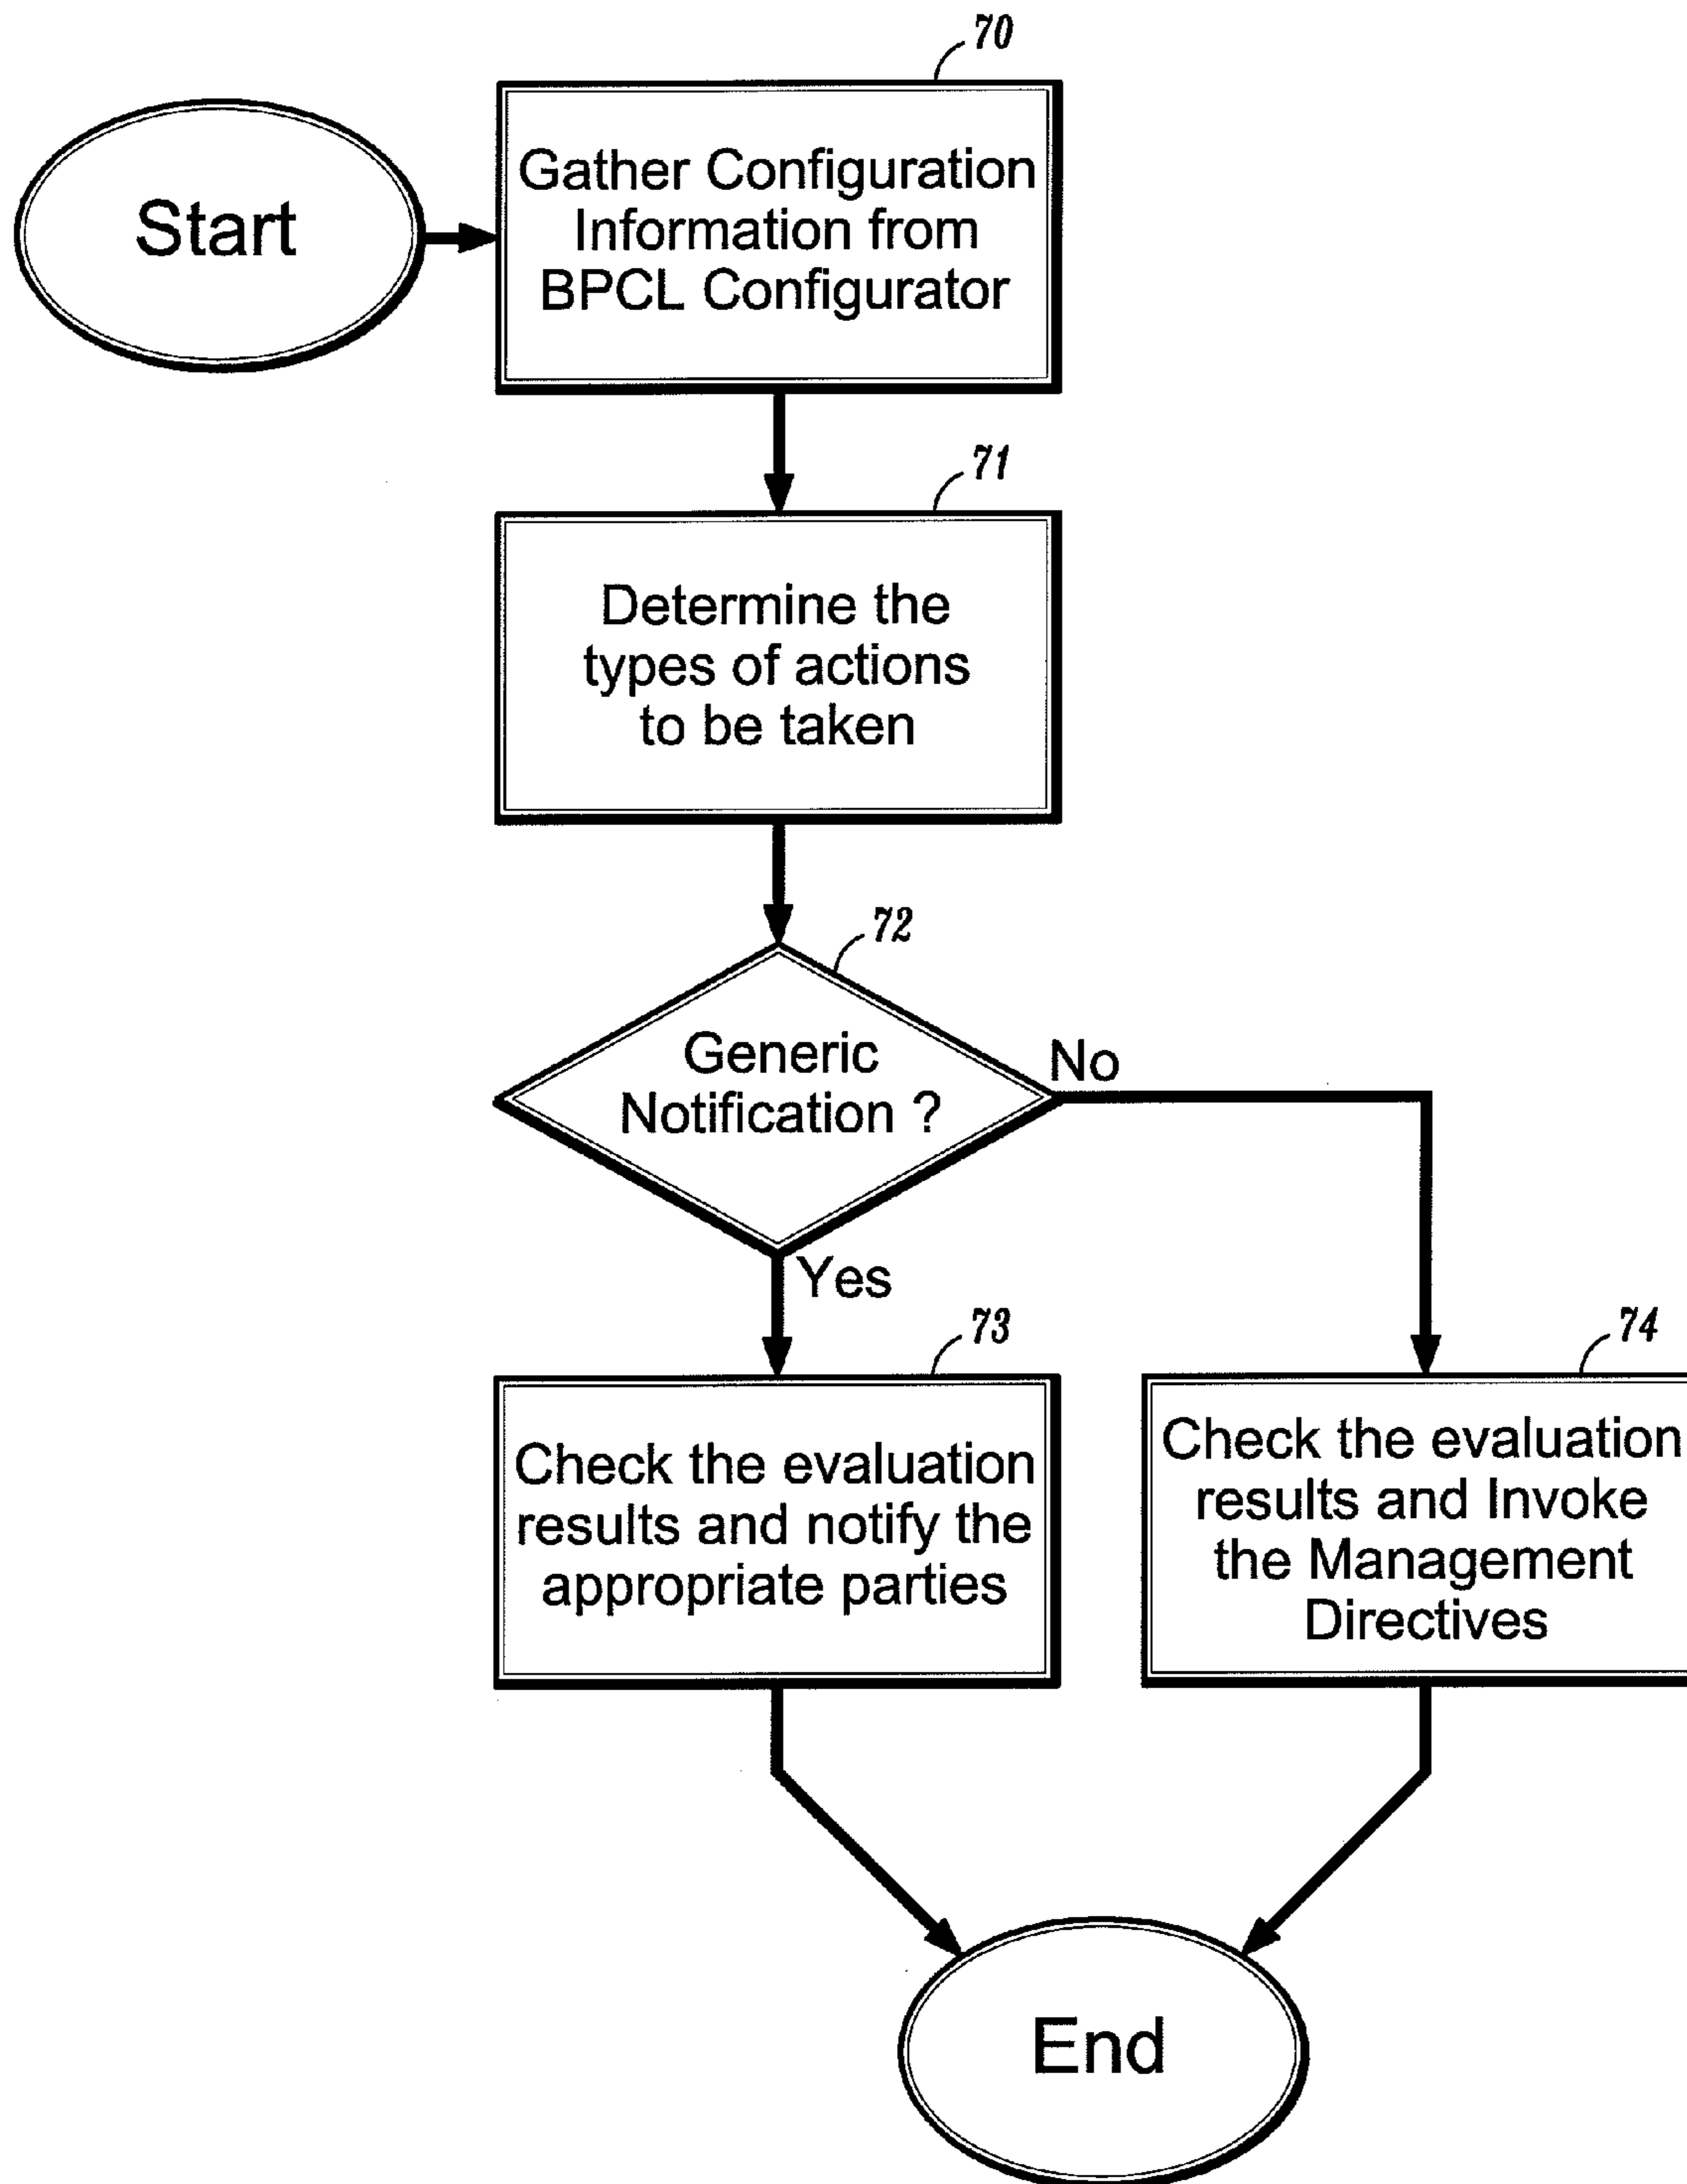 70
Start
Gather Configuration
Information from
BPCL Configurator
71
Determine the
types of actions
to be taken
72
Generic
Notification ?
No
Yes
73
Check the evaluation
results and notify the
appropriate parties
74
Check the evaluation
results and Invoke
the Management
Directives
End